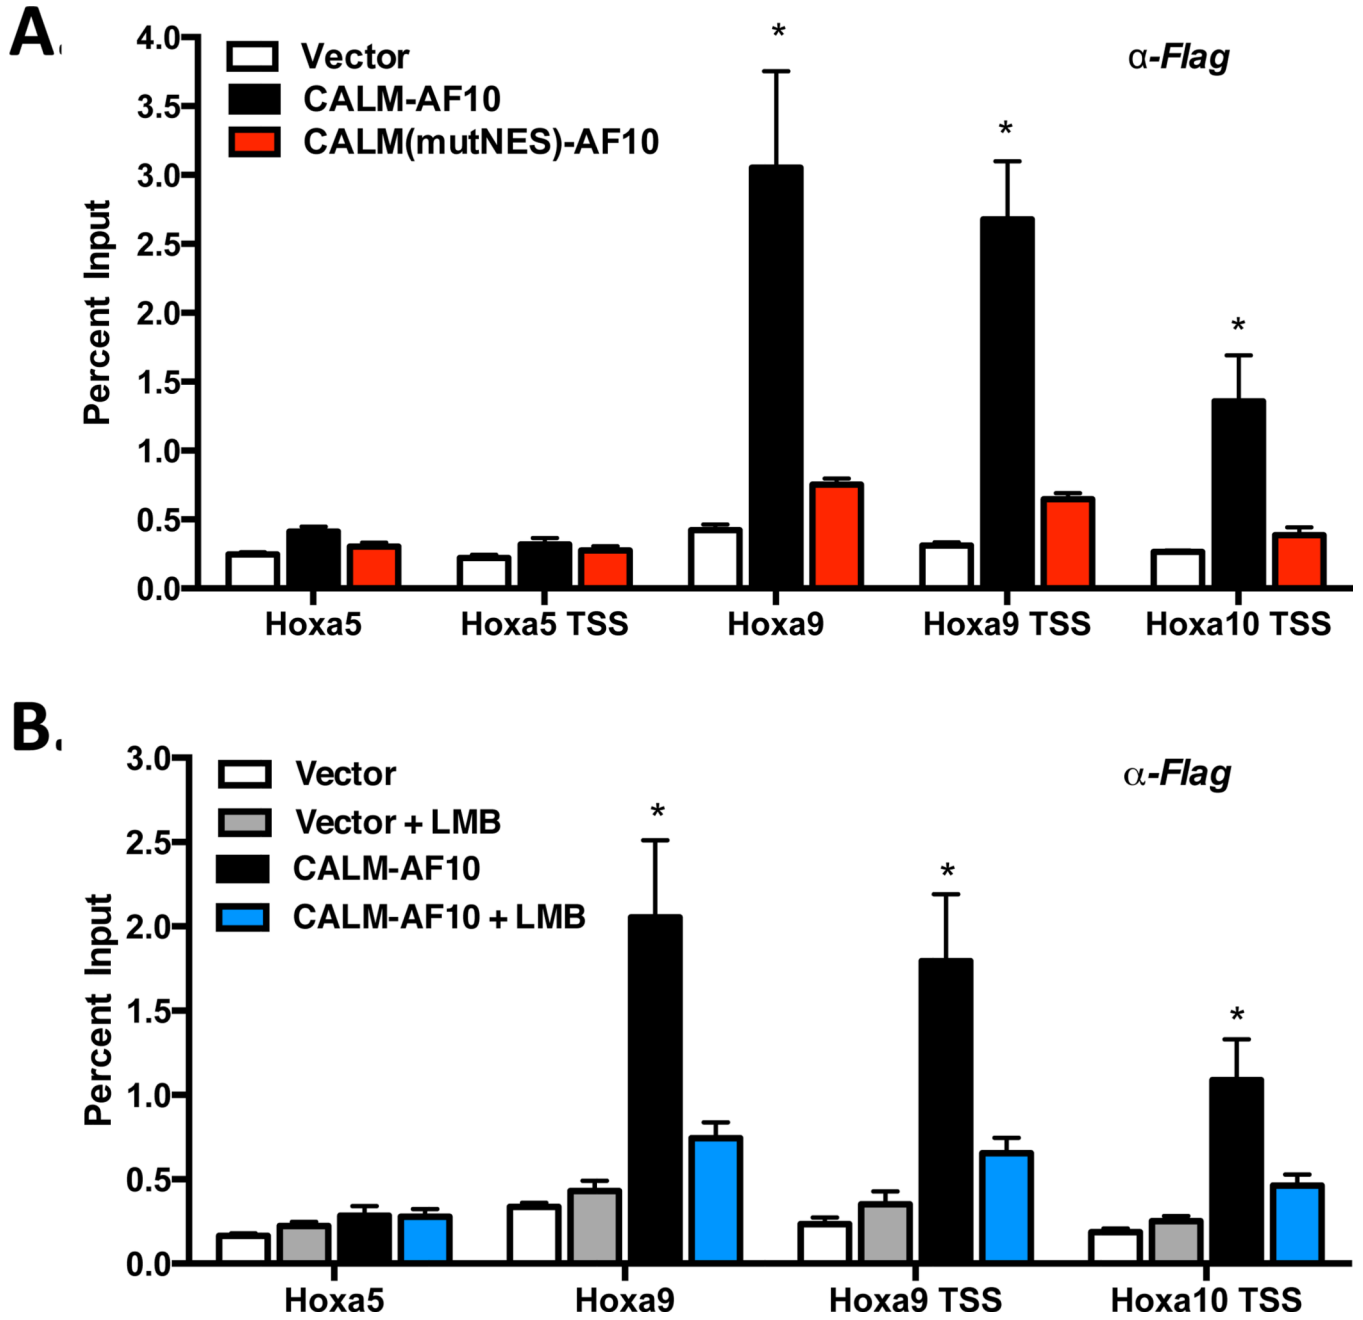 A.
α-Flag
Vector
CALM-AF10
CALM(mutNES)-AF10
Percent Input
4.0
3.5
3.0
2.5
2.0
1.5
1.0
0.5
0.0
*
*
*
Hoxa5 Hoxa5 TSS Hoxa9 Hoxa9 TSS Hoxa10 TSS
B.
α-Flag
Vector
Vector + LMB
CALM-AF10
CALM-AF10 + LMB
Percent Input
3.0
2.5
2.0
1.5
1.0
0.5
0.0
*
*
*
Hoxa5 Hoxa9 Hoxa9 TSS Hoxa10 TSS